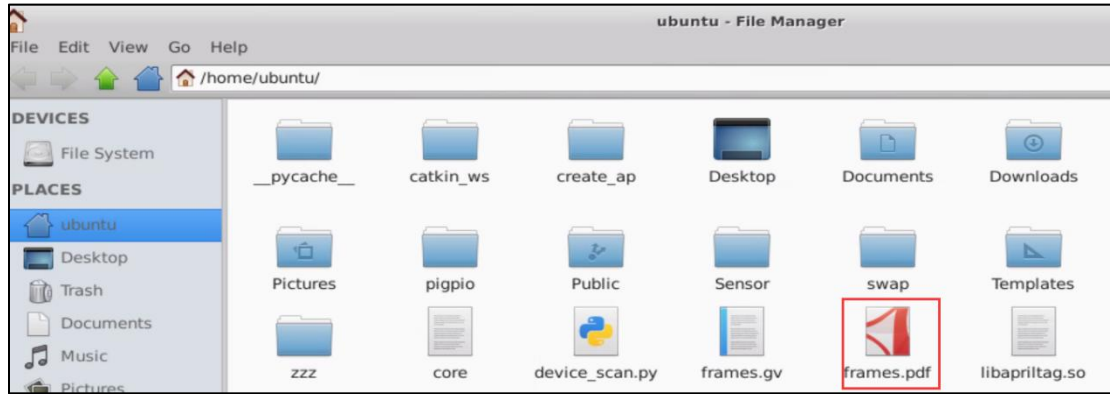 ubuntu - File Manager
File Edit View Go Help
/home/ubuntu/
DEVICES
File System
PLACES
ubuntu
Desktop
Trash
Documents
Music
Pictures
__pycache__ catkin_ws create_ap Desktop Documents Downloads
Pictures pigpio Public Sensor swap Templates
zzz core device_scan.py frames.gv frames.pdf libapriltag.so